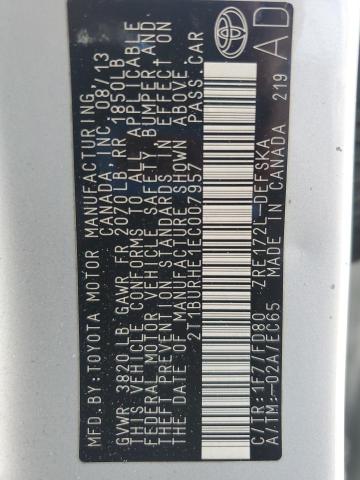 MFD.BY:TOYOTA MOTOR MANUFACTURING
CANADA,INC. 08/13
GVWR 3820LB GAWR FR 2070LB,RR 1850LB
THIS VEHICLE CONFORMS TO ALL APPLICABLE
FEDERAL MOTOR VEHICLE SAFETY BUMPER,AND
THEFT PREVENTION STANDARDS IN EFFECT ON
THE DATE OF MANUFACTURE SHOWN ABOVE.
2T1BURHE1EC007957 PASS.CAR
C/TR:1F7/FD80 ZRE172L-DEFSKA
A/TM:-02A/EC65 MADE IN CANADA 219
AD